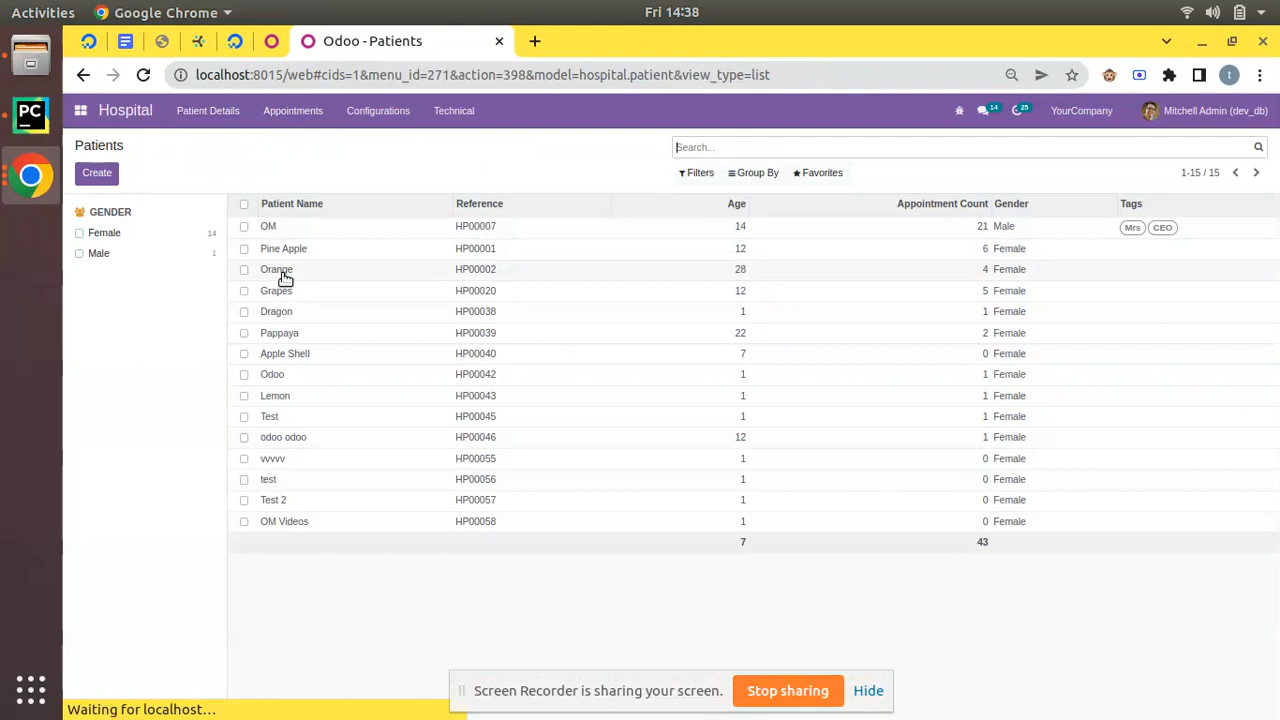 Activities Google Chrome Fri 14:38
Odoo - Patients
localhost:8015/web#cids=1&menu_id=271&action=398&model=hospital.patient&view_type=list t
Hospital Patient Details Appointments Configurations Technical 14 25 YourCompany Mitchell Admin (dev_db)
Patients Search...
Create Filters Group By Favorites 1-15 / 15
GENDER
Female 14
Male 1
Patient Name Reference Age Appointment Count Gender Tags
OM HP00007 14 21 Male Mrs CEO
Pine Apple HP00001 12 6 Female
Orange HP00002 28 4 Female
Grapes HP00020 12 5 Female
Dragon HP00038 1 1 Female
Pappaya HP00039 22 2 Female
Apple Shell HP00040 7 0 Female
Odoo HP00042 1 1 Female
Lemon HP00043 1 1 Female
Test HP00045 1 1 Female
odoo odoo HP00046 12 1 Female
vvvvv HP00055 1 0 Female
test HP00056 1 0 Female
Test 2 HP00057 1 0 Female
OM Videos HP00058 1 0 Female
7 43
Screen Recorder is sharing your screen. Stop sharing Hide
Waiting for localhost...
PC